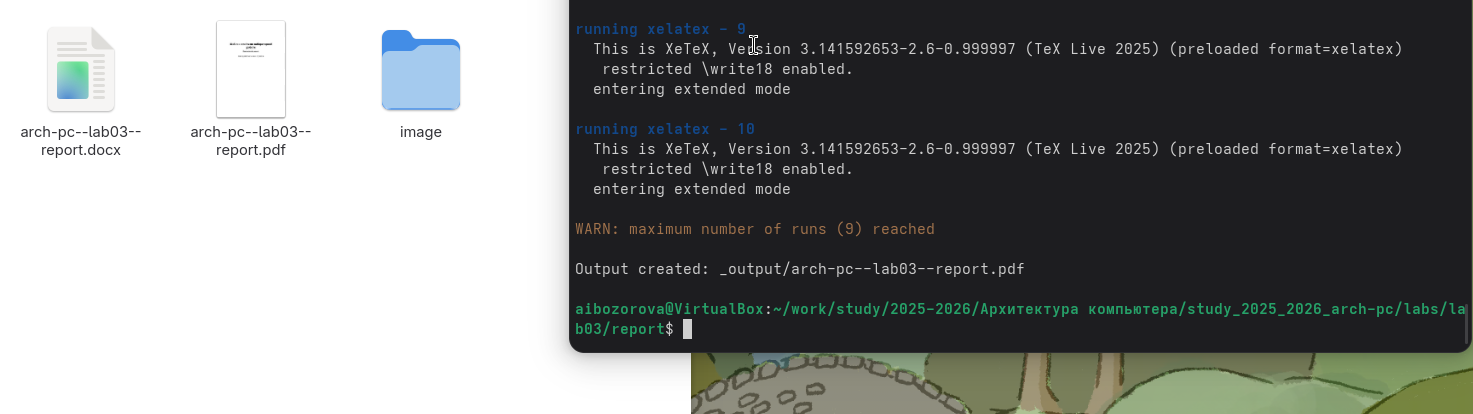 arch-pc--lab03--
report.docx
arch-pc--lab03--
report.pdf
image
running xelatex - 9
This is XeTeX, Version 3.141592653-2.6-0.999997 (TeX Live 2025) (preloaded format=xelatex)
restricted \write18 enabled.
entering extended mode
running xelatex - 10
This is XeTeX, Version 3.141592653-2.6-0.999997 (TeX Live 2025) (preloaded format=xelatex)
restricted \write18 enabled.
entering extended mode
WARN: maximum number of runs (9) reached
Output created: _output/arch-pc--lab03--report.pdf
aibozorova@VirtualBox:~/work/study/2025-2026/Архитектура компьютера/study_2025_2026_arch-pc/labs/la
b03/report$